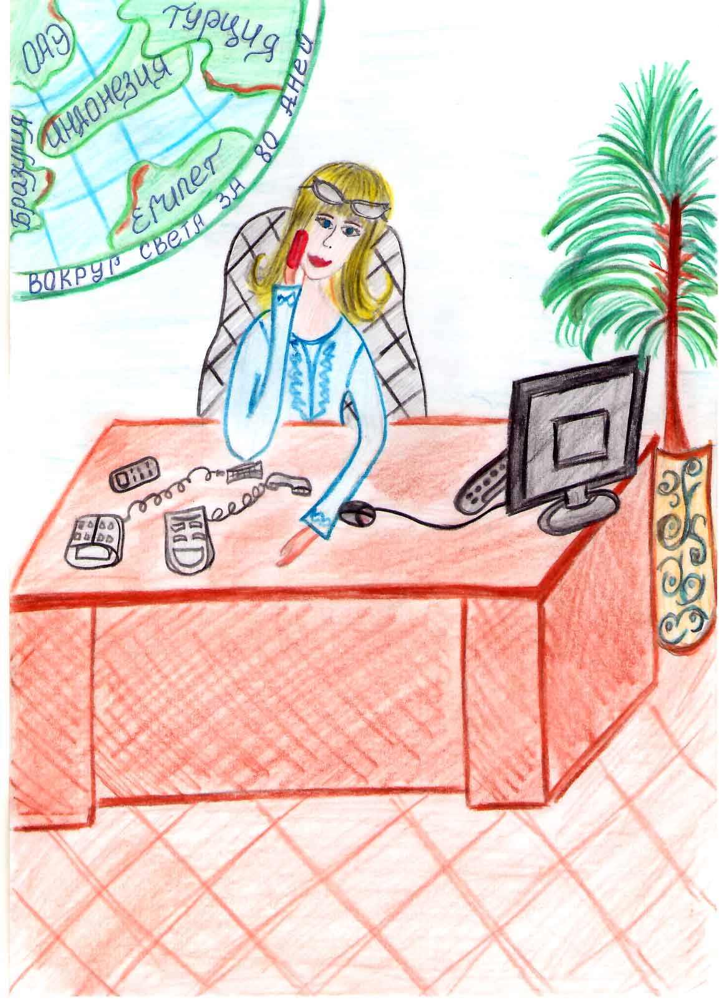 ОАЭ
ТУРЦИЯ
ИНДОНЕЗИЯ
Бразилия
ЕГИПЕТ
ВОКРУГ СВЕТА ЗА 80 ДНЕЙ